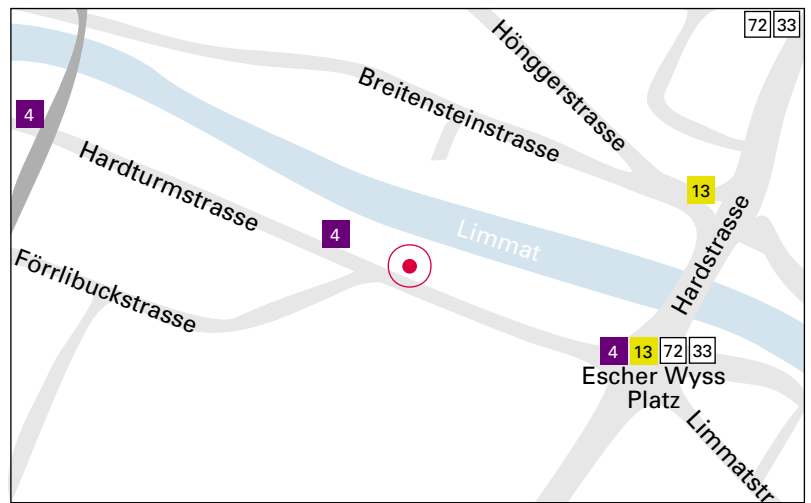 72 33
Hönggerstrasse
Breitensteinstrasse
4
Hardturmstrasse
13
4
Limmat
Hardstrasse
Förrlibuckstrasse
4 13 72 33
Escher Wyss
Platz
Limmatstr